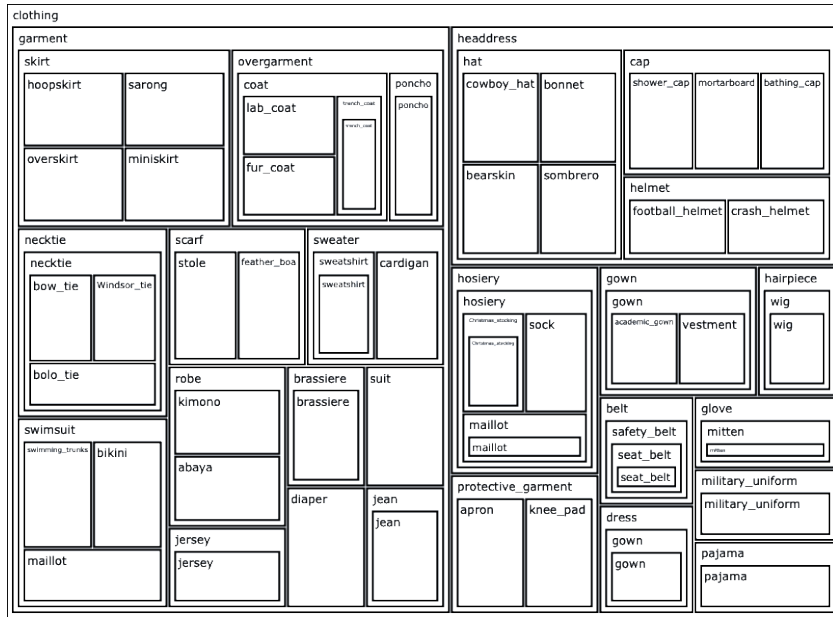 clothing
garment
skirt
hoopskirt
sarong
overskirt
miniskirt
overgarment
coat
lab_coat
fur_coat
trench_coat
trench_coat
poncho
poncho
necktie
necktie
bow_tie
Windsor_tie
bolo_tie
scarf
stole
feather_boa
sweater
sweatshirt
sweatshirt
cardigan
swimsuit
swimming_trunks
bikini
maillot
robe
kimono
abaya
jersey
jersey
brassiere
brassiere
suit
diaper
jean
jean
headdress
hat
cowboy_hat
bonnet
bearskin
sombrero
cap
shower_cap
mortarboard
bathing_cap
helmet
football_helmet
crash_helmet
hosiery
hosiery
Christmas_stocking
Christmas_stocking
sock
maillot
maillot
gown
gown
academic_gown
vestment
hairpiece
wig
wig
protective_garment
apron
knee_pad
belt
safety_belt
seat_belt
seat_belt
dress
gown
gown
glove
mitten
mitten
military_uniform
military_uniform
pajama
pajama